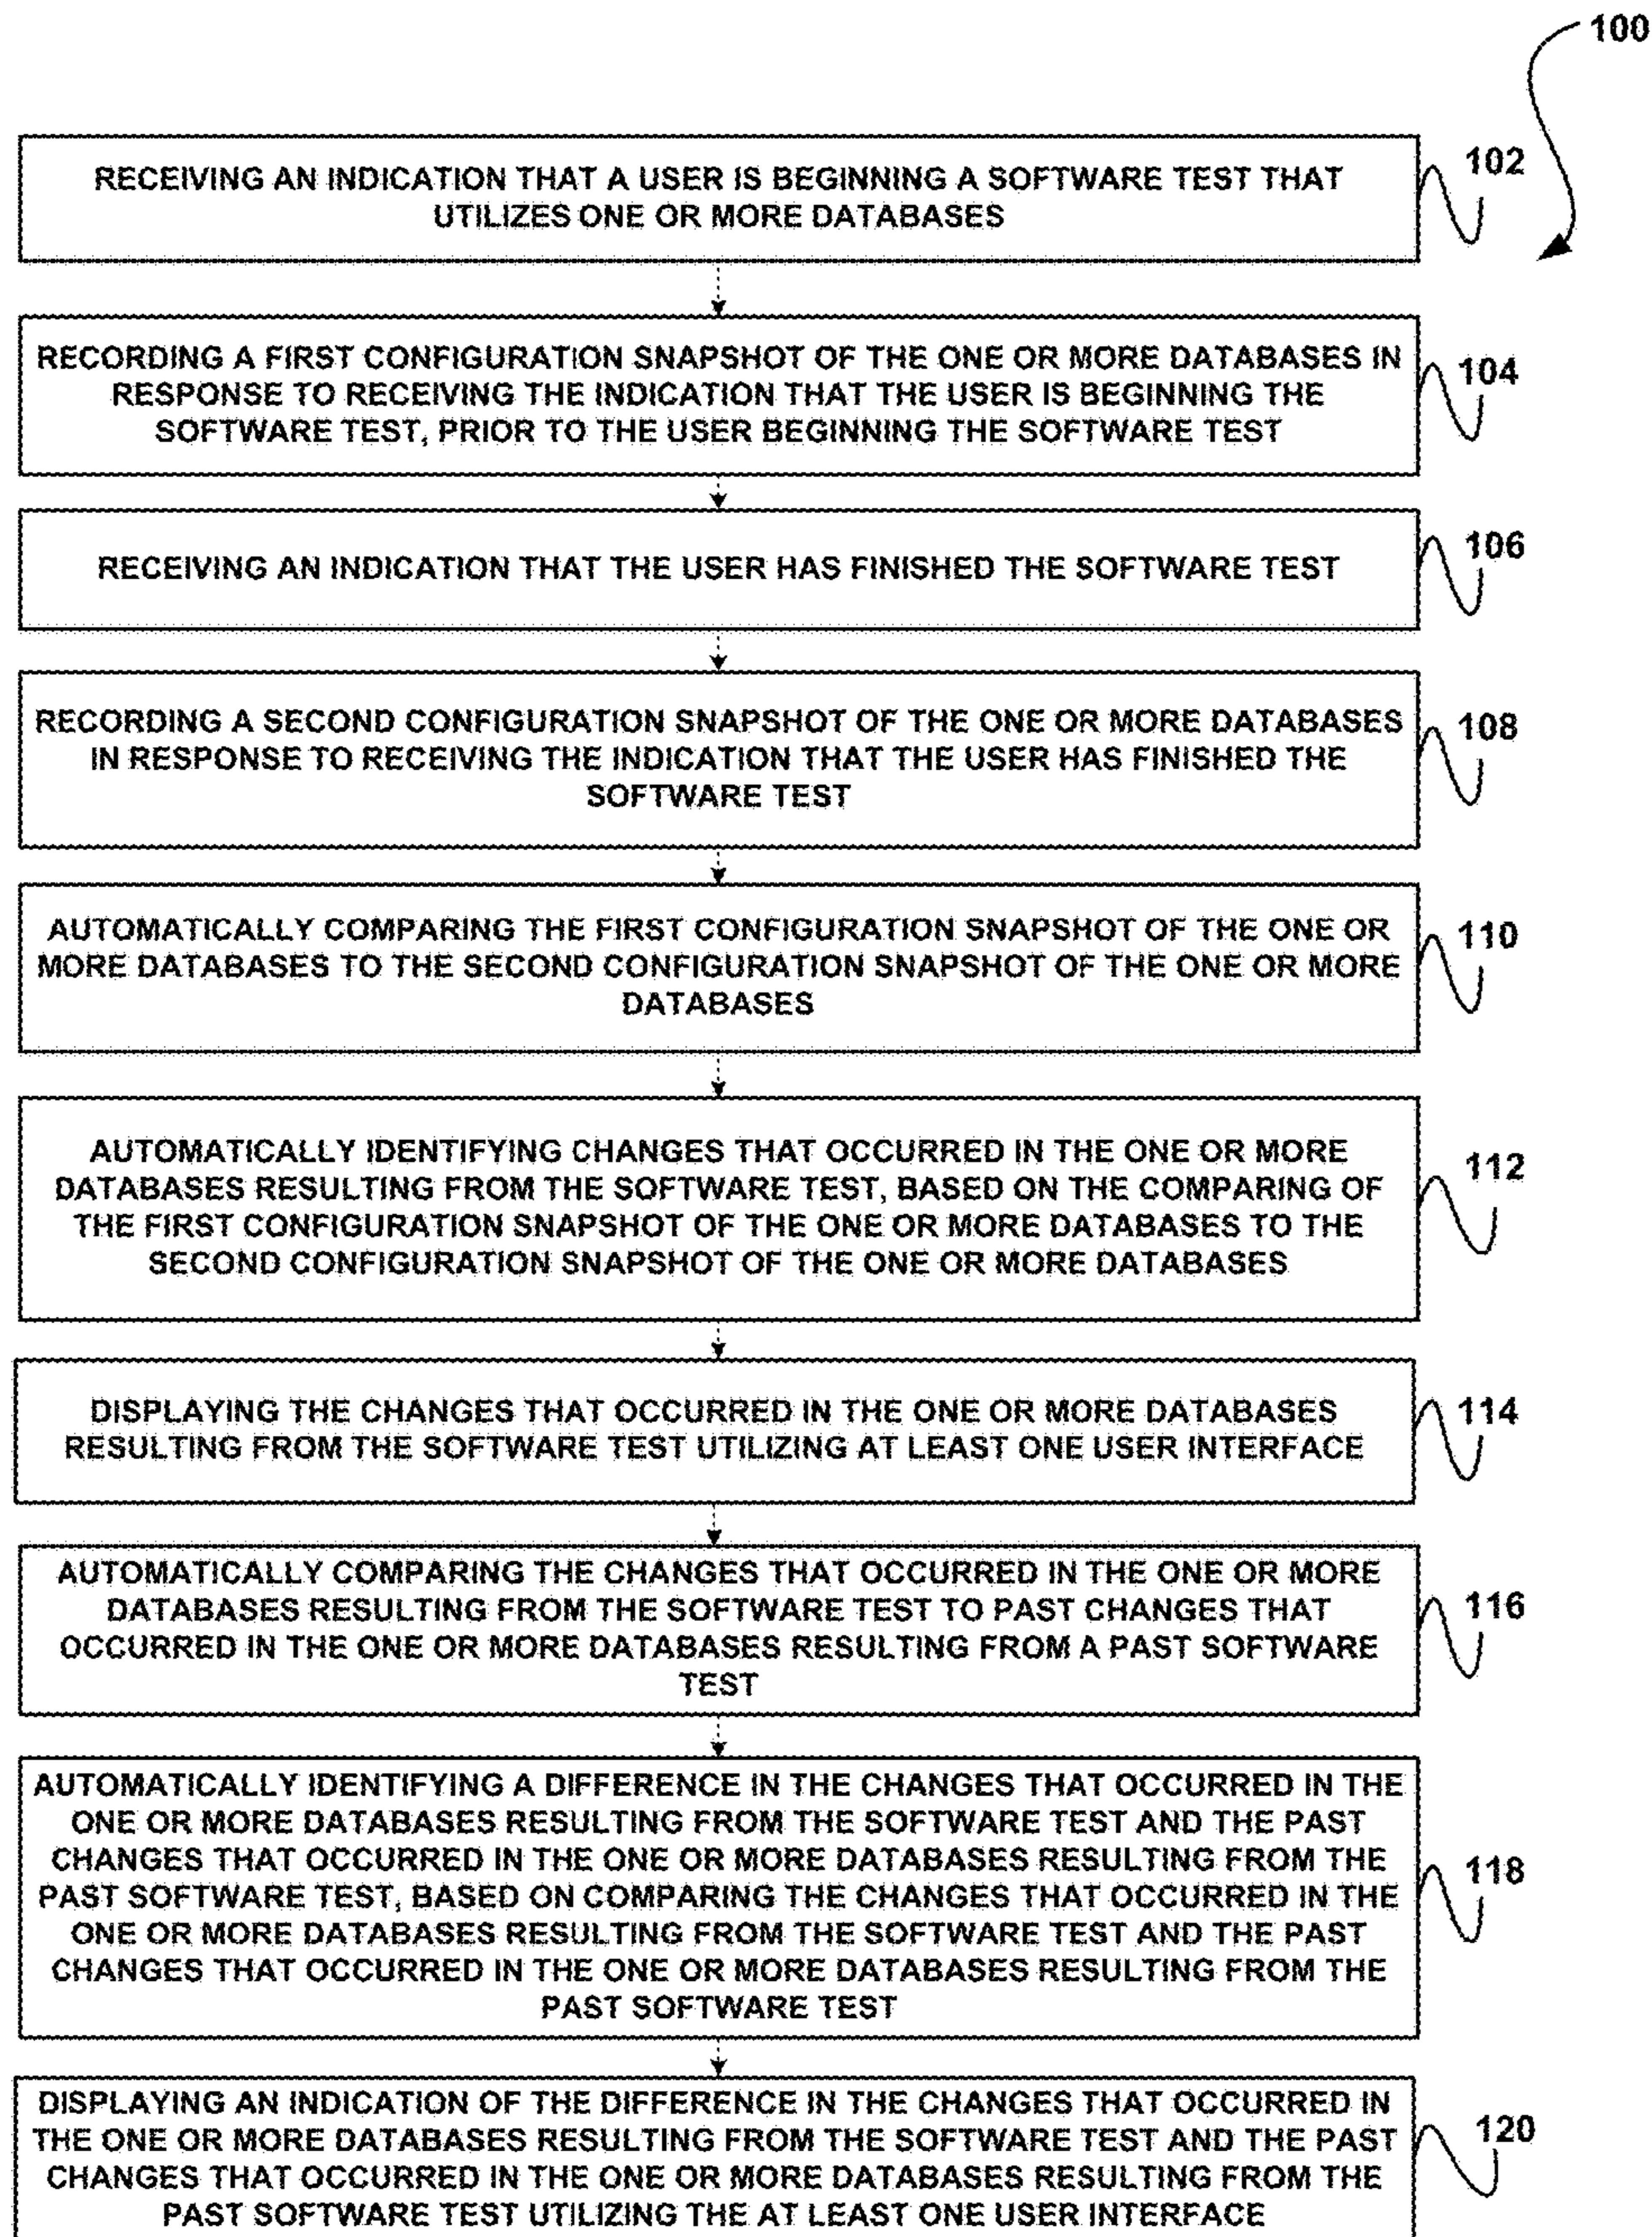 100
RECEIVING AN INDICATION THAT A USER IS BEGINNING A SOFTWARE TEST THAT
UTILIZES ONE OR MORE DATABASES
102
RECORDING A FIRST CONFIGURATION SNAPSHOT OF THE ONE OR MORE DATABASES IN
RESPONSE TO RECEIVING THE INDICATION THAT THE USER IS BEGINNING THE
SOFTWARE TEST, PRIOR TO THE USER BEGINNING THE SOFTWARE TEST
104
RECEIVING AN INDICATION THAT THE USER HAS FINISHED THE SOFTWARE TEST
106
RECORDING A SECOND CONFIGURATION SNAPSHOT OF THE ONE OR MORE DATABASES
IN RESPONSE TO RECEIVING THE INDICATION THAT THE USER HAS FINISHED THE
SOFTWARE TEST
108
AUTOMATICALLY COMPARING THE FIRST CONFIGURATION SNAPSHOT OF THE ONE OR
MORE DATABASES TO THE SECOND CONFIGURATION SNAPSHOT OF THE ONE OR MORE
DATABASES
110
AUTOMATICALLY IDENTIFYING CHANGES THAT OCCURRED IN THE ONE OR MORE
DATABASES RESULTING FROM THE SOFTWARE TEST, BASED ON THE COMPARING OF
THE FIRST CONFIGURATION SNAPSHOT OF THE ONE OR MORE DATABASES TO THE
SECOND CONFIGURATION SNAPSHOT OF THE ONE OR MORE DATABASES
112
DISPLAYING THE CHANGES THAT OCCURRED IN THE ONE OR MORE DATABASES
RESULTING FROM THE SOFTWARE TEST UTILIZING AT LEAST ONE USER INTERFACE
114
AUTOMATICALLY COMPARING THE CHANGES THAT OCCURRED IN THE ONE OR MORE
DATABASES RESULTING FROM THE SOFTWARE TEST TO PAST CHANGES THAT
OCCURRED IN THE ONE OR MORE DATABASES RESULTING FROM A PAST SOFTWARE
TEST
116
AUTOMATICALLY IDENTIFYING A DIFFERENCE IN THE CHANGES THAT OCCURRED IN THE
ONE OR MORE DATABASES RESULTING FROM THE SOFTWARE TEST AND THE PAST
CHANGES THAT OCCURRED IN THE ONE OR MORE DATABASES RESULTING FROM THE
PAST SOFTWARE TEST, BASED ON COMPARING THE CHANGES THAT OCCURRED IN THE
ONE OR MORE DATABASES RESULTING FROM THE SOFTWARE TEST AND THE PAST
CHANGES THAT OCCURRED IN THE ONE OR MORE DATABASES RESULTING FROM THE
PAST SOFTWARE TEST
118
DISPLAYING AN INDICATION OF THE DIFFERENCE IN THE CHANGES THAT OCCURRED IN
THE ONE OR MORE DATABASES RESULTING FROM THE SOFTWARE TEST AND THE PAST
CHANGES THAT OCCURRED IN THE ONE OR MORE DATABASES RESULTING FROM THE
PAST SOFTWARE TEST UTILIZING THE AT LEAST ONE USER INTERFACE
120